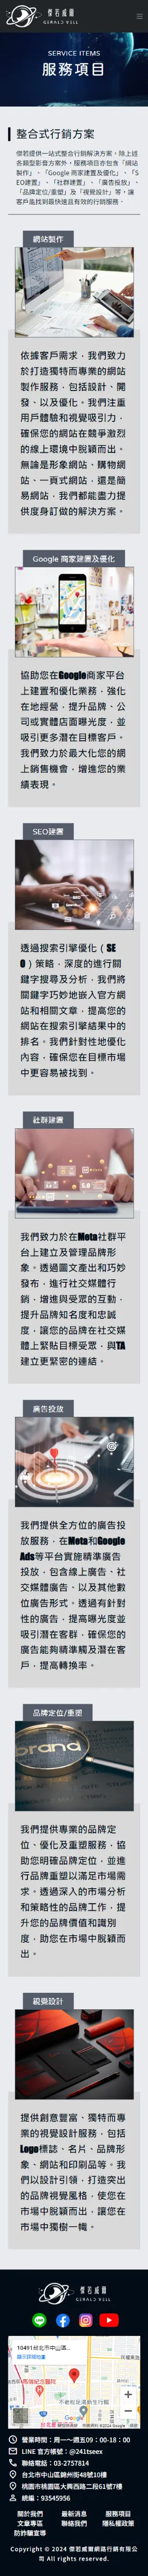 傑若威爾
GERALD WELL
SERVICE ITEMS
服務項目
整合式行銷方案
傑若提供一站式整合行銷解決方案，除上述
各類型影音方案外，服務項目亦包含「網站
製作」、「Google 商家建置及優化」、「S
EO建置」、「社群建置」、「廣告投放」、
「品牌定位/重塑」及「視覺設計」等，讓
客戶能找到最快速且有效的行銷服務。
網站製作
依據客戶需求，我們致力
於打造獨特而專業的網站
製作服務，包括設計、開
發、以及優化。我們注重
用戶體驗和視覺吸引力，
確保您的網站在競爭激烈
的線上環境中脫穎而出。
無論是形象網站、購物網
站、一頁式網站，還是簡
易網站，我們都能盡力提
供度身訂做的解決方案。
Google 商家建置及優化
協助您在Google商家平台
上建置和優化業務，強化
在地經營，提升品牌、公
司或實體店面曝光度，並
吸引更多潛在目標客戶。
我們致力於最大化您的網
上銷售機會，增進您的業
績表現。
SEO建置
透過搜索引擎優化（SE
O）策略，深度的進行關
鍵字搜尋及分析，我們將
關鍵字巧妙地嵌入官方網
站和相關文章，提高您的
網站在搜索引擎結果中的
排名。我們針對性地優化
內容，確保您在目標市場
中更容易被找到。
社群建置
我們致力於在Meta社群平
台上建立及管理品牌形
象。透過圖文產出和巧妙
發布，進行社交媒體行
銷，增進與受眾的互動，
提升品牌知名度和忠誠
度，讓您的品牌在社交媒
體上緊貼目標受眾，與TA
建立更緊密的連結。
廣告投放
我們提供全方位的廣告投
放服務，在Meta和Google
Ads等平台實施精準廣告
投放，包含線上廣告、社
交媒體廣告、以及其他數
位廣告形式。透過有針對
性的廣告，提高曝光度並
吸引潛在客群，確保您的
廣告能夠精準觸及潛在客
戶，提高轉換率。
品牌定位/重塑
brand
我們提供專業的品牌定
位、優化及重塑服務，協
助您明確品牌定位，並進
行品牌重塑以滿足市場需
求。透過深入的市場分析
和策略性的品牌工作，提
升您的品牌價值和識別
度，助您在市場中脫穎而
出。
視覺設計
提供創意豐富、獨特而專
業的視覺設計服務，包括
Logo標誌、名片、品牌形
象、網站和印刷品等。我
們以設計引領，打造突出
的品牌視覺風格，使您在
市場中脫穎而出，讓您在
市場中獨樹一幟。
傑若威爾
GERALD WELL
10491台北市中山區...
顯示詳細地圖
馬偕紀念醫院
Google
營業時間：周一～週五09：00-18：00
LINE 官方帳號：@241tseex
聯絡電話：03-2757814
台北市中山區錦州街48號10樓
桃園市桃園區大興西路二段61號7樓
統編：93545956
關於我們 最新消息 服務項目
文章專區 聯絡我們 隱私權政策
防詐騙宣導
Copyright © 2024 傑若威爾網路行銷有限公
司 All rights reserved.